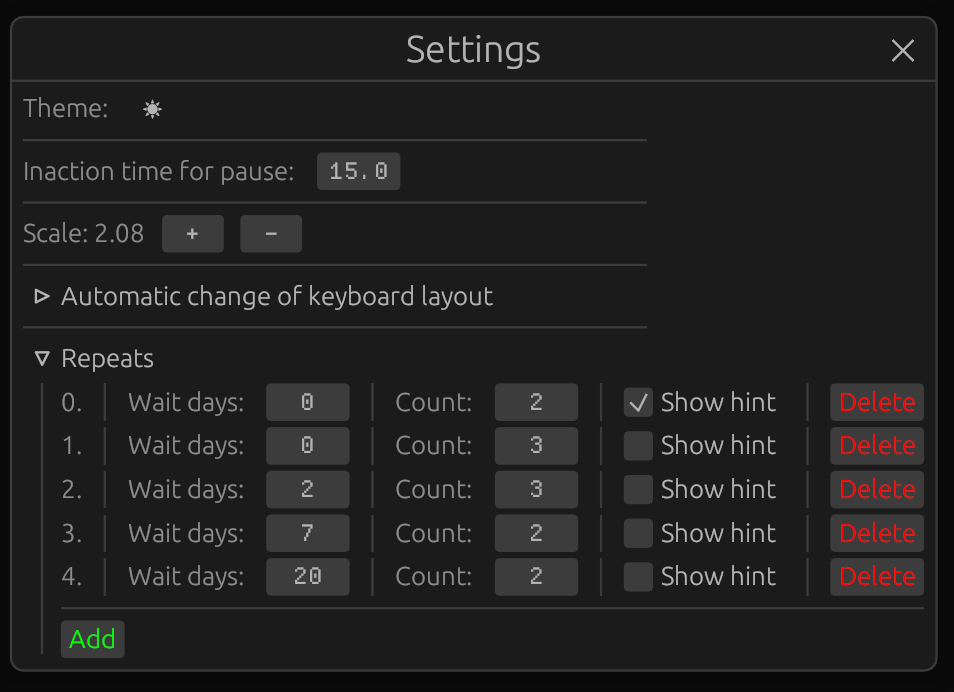 Settings
Theme:
Inaction time for pause: 15.0
Scale: 2.08 + -
Automatic change of keyboard layout
Repeats
0. Wait days: 0 Count: 2 Show hint Delete
1. Wait days: 0 Count: 3 Show hint Delete
2. Wait days: 2 Count: 3 Show hint Delete
3. Wait days: 7 Count: 2 Show hint Delete
4. Wait days: 20 Count: 2 Show hint Delete
Add